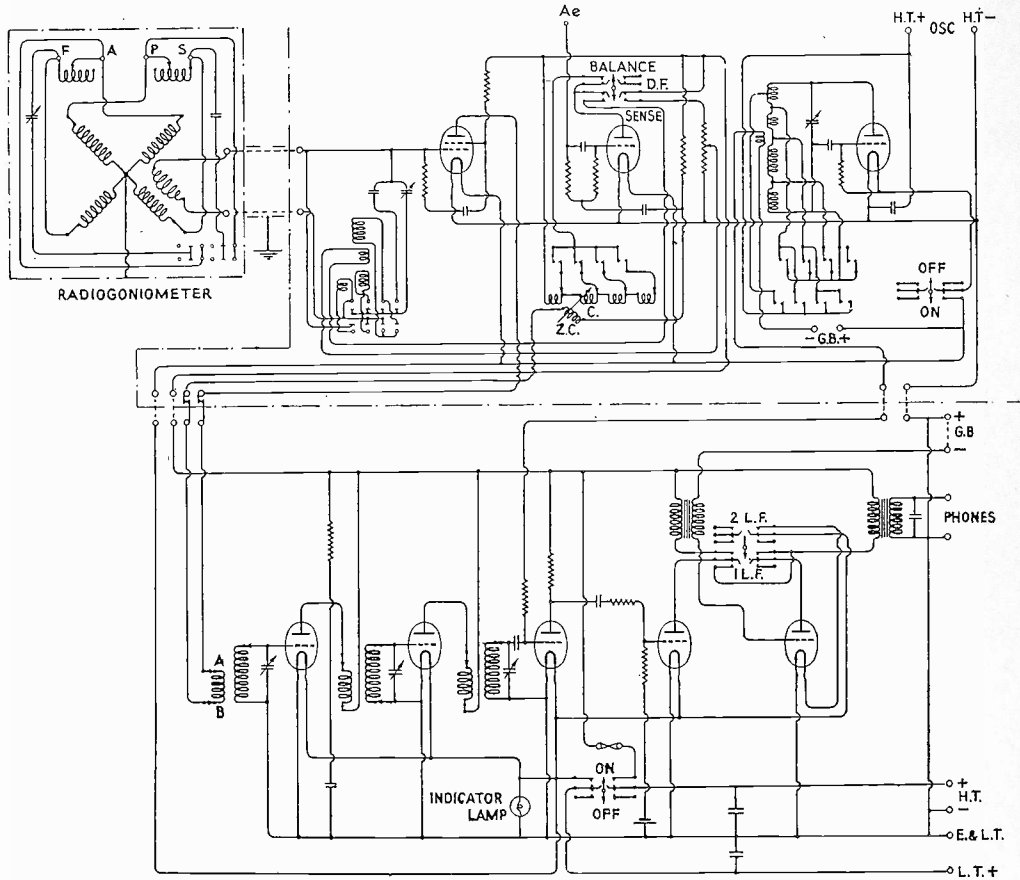 Ae
H.T.+ OSC H.T–
F A P S
BALANCE
D.F.
SENSE
RADIOGONIOMETER
C.
Z.C.
OFF
ON
– G.B. +
+
G.B
–
2 L.F.
1 L.F.
PHONES
A
B
INDICATOR
LAMP
ON
OFF
+
H.T.
–
E.& L.T.
L.T. +